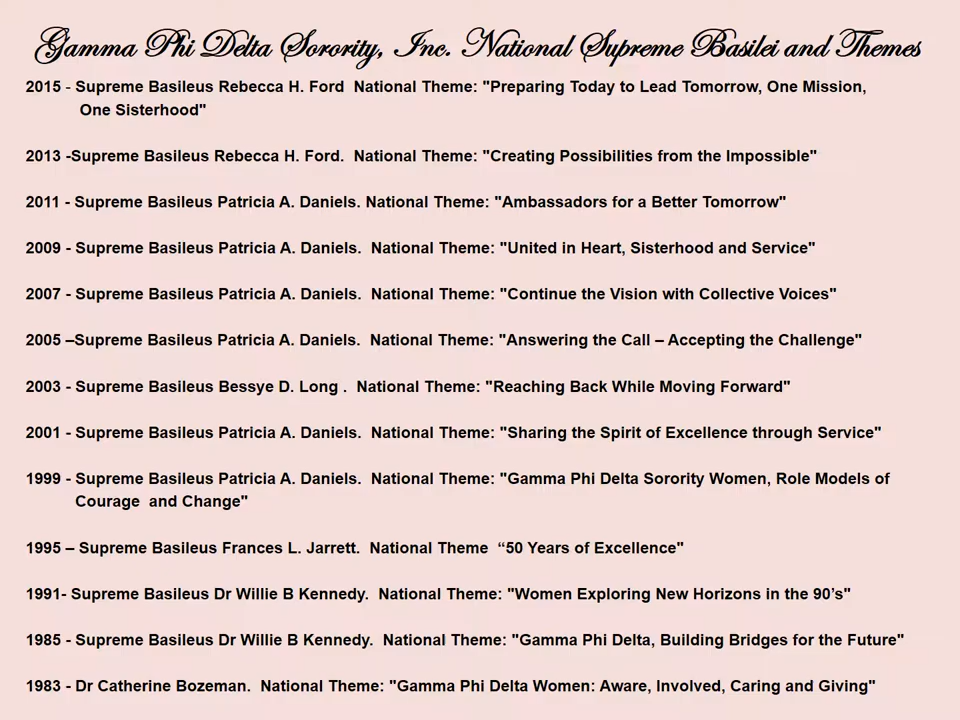 Gamma Phi Delta Sorority, Inc. National Supreme Basilei and Themes
2015 - Supreme Basileus Rebecca H. Ford  National Theme: "Preparing Today to Lead Tomorrow, One Mission,
One Sisterhood"
2013 -Supreme Basileus Rebecca H. Ford.  National Theme: "Creating Possibilities from the Impossible"
2011 - Supreme Basileus Patricia A. Daniels. National Theme: "Ambassadors for a Better Tomorrow"
2009 - Supreme Basileus Patricia A. Daniels.  National Theme: "United in Heart, Sisterhood and Service"
2007 - Supreme Basileus Patricia A. Daniels.  National Theme: "Continue the Vision with Collective Voices"
2005 –Supreme Basileus Patricia A. Daniels.  National Theme: "Answering the Call – Accepting the Challenge"
2003 - Supreme Basileus Bessye D. Long .  National Theme: "Reaching Back While Moving Forward"
2001 - Supreme Basileus Patricia A. Daniels.  National Theme: "Sharing the Spirit of Excellence through Service"
1999 - Supreme Basileus Patricia A. Daniels.  National Theme: "Gamma Phi Delta Sorority Women, Role Models of
Courage  and Change"
1995 – Supreme Basileus Frances L. Jarrett.  National Theme  “50 Years of Excellence"
1991- Supreme Basileus Dr Willie B Kennedy.  National Theme: "Women Exploring New Horizons in the 90’s"
1985 - Supreme Basileus Dr Willie B Kennedy.  National Theme: "Gamma Phi Delta, Building Bridges for the Future"
1983 - Dr Catherine Bozeman.  National Theme: "Gamma Phi Delta Women: Aware, Involved, Caring and Giving"